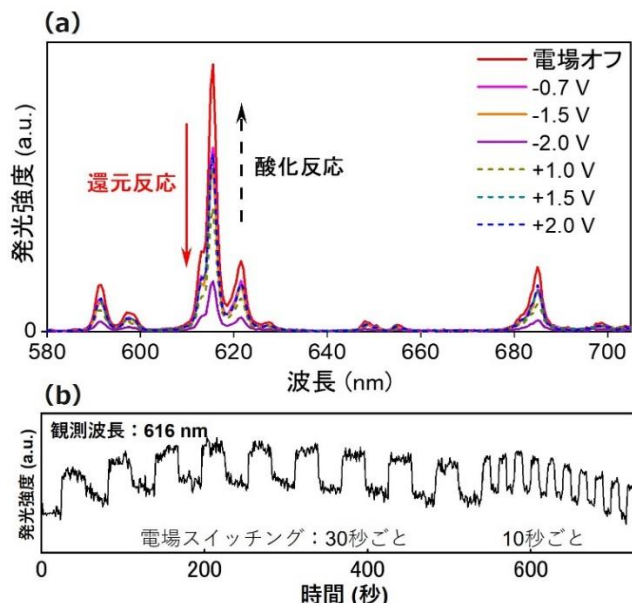 (a)
発光強度 (a.u.)
0
還元反応
酸化反応
電場オフ
-0.7 V
-1.5 V
-2.0 V
+1.0 V
+1.5 V
+2.0 V
580 600 620 640 660 680 700
波長 (nm)
(b)
発光強度 (a.u.)
観測波長：616 nm
電場スイッチング：30秒ごと 10秒ごと
0 200 400 600
時間 (秒)